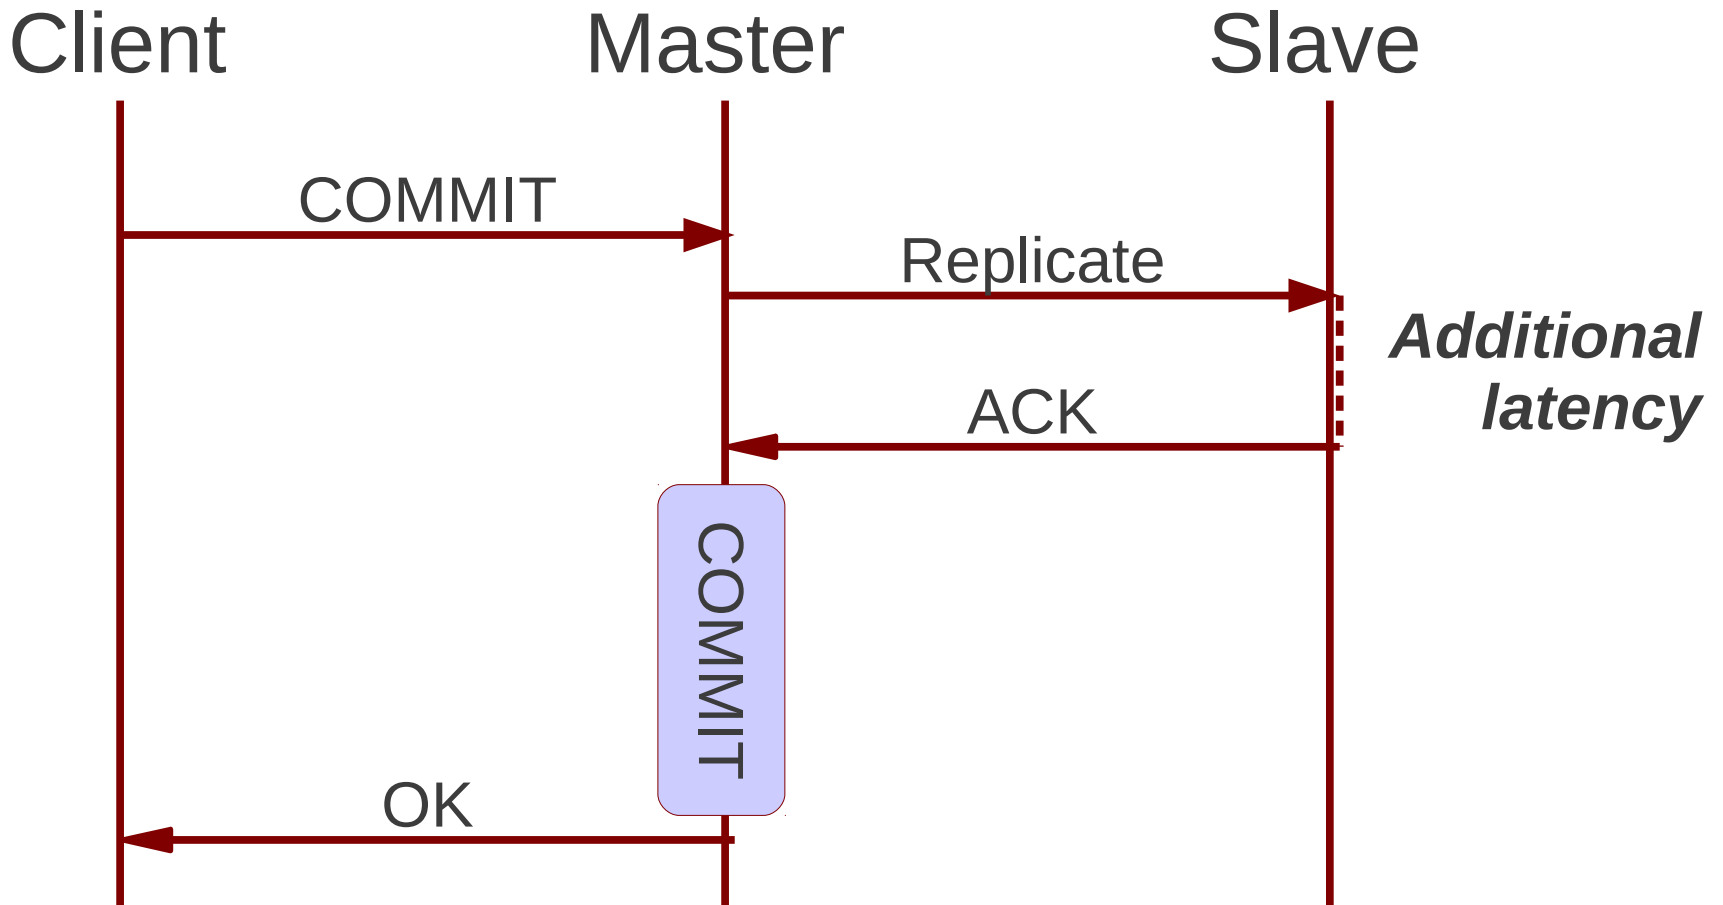 Client
Master
Slave
COMMIT
Replicate
Additional
latency
ACK
COMMIT
OK